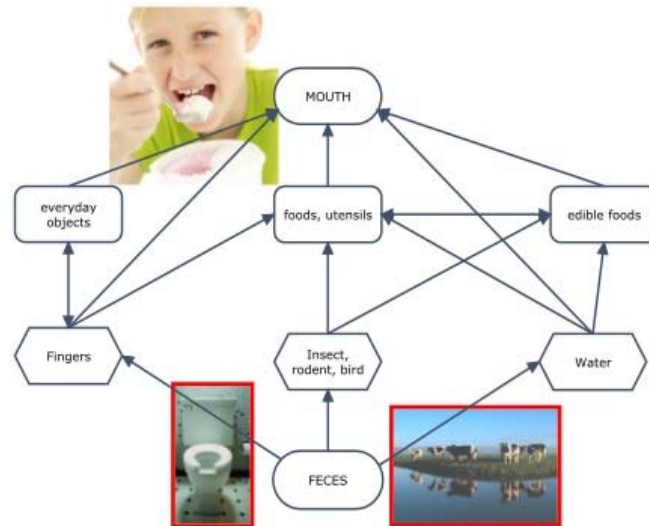 MOUTH
everyday
objects
foods, utensils
edible foods
Fingers
Insect,
rodent, bird
Water
FECES